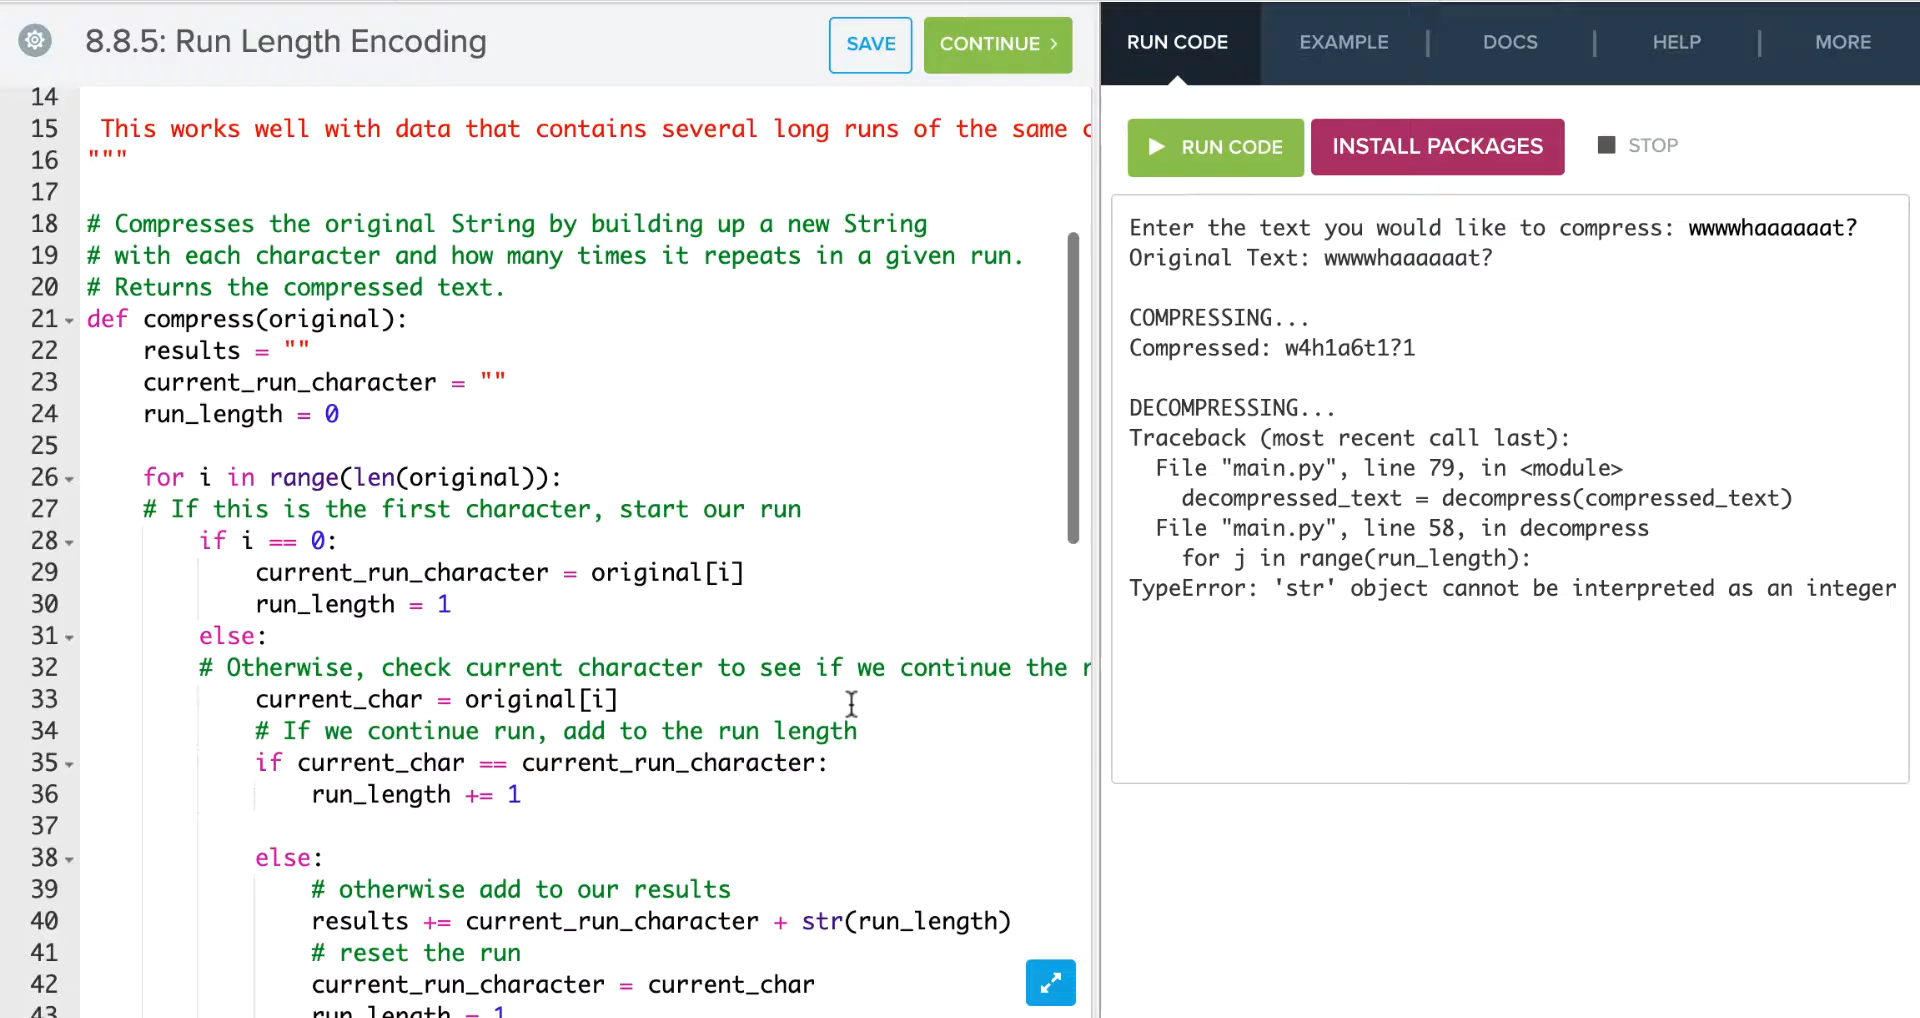 8.8.5: Run Length Encoding
SAVE
CONTINUE >
14
15 This works well with data that contains several long runs of the same
16 """
17
18 # Compresses the original String by building up a new String
19 # with each character and how many times it repeats in a given run.
20 # Returns the compressed text.
21 def compress(original):
22 results = ""
23 current_run_character = ""
24 run_length = 0
25
26 for i in range(len(original)):
27 # If this is the first character, start our run
28 if i == 0:
29 current_run_character = original[i]
30 run_length = 1
31 else:
32 # Otherwise, check current character to see if we continue the
33 current_char = original[i]
34 # If we continue run, add to the run length
35 if current_char == current_run_character:
36 run_length += 1
37
38 else:
39 # otherwise add to our results
40 results += current_run_character + str(run_length)
41 # reset the run
42 current_run_character = current_char
43 run_length = 1
RUN CODE
EXAMPLE
DOCS
HELP
MORE
RUN CODE
INSTALL PACKAGES
STOP
Enter the text you would like to compress: wwwwhaaaaaat?
Original Text: wwwwhaaaaaat?
COMPRESSING...
Compressed: w4h1a6t1?1
DECOMPRESSING...
Traceback (most recent call last):
File "main.py", line 79, in <module>
decompressed_text = decompress(compressed_text)
File "main.py", line 58, in decompress
for j in range(run_length):
TypeError: 'str' object cannot be interpreted as an integer